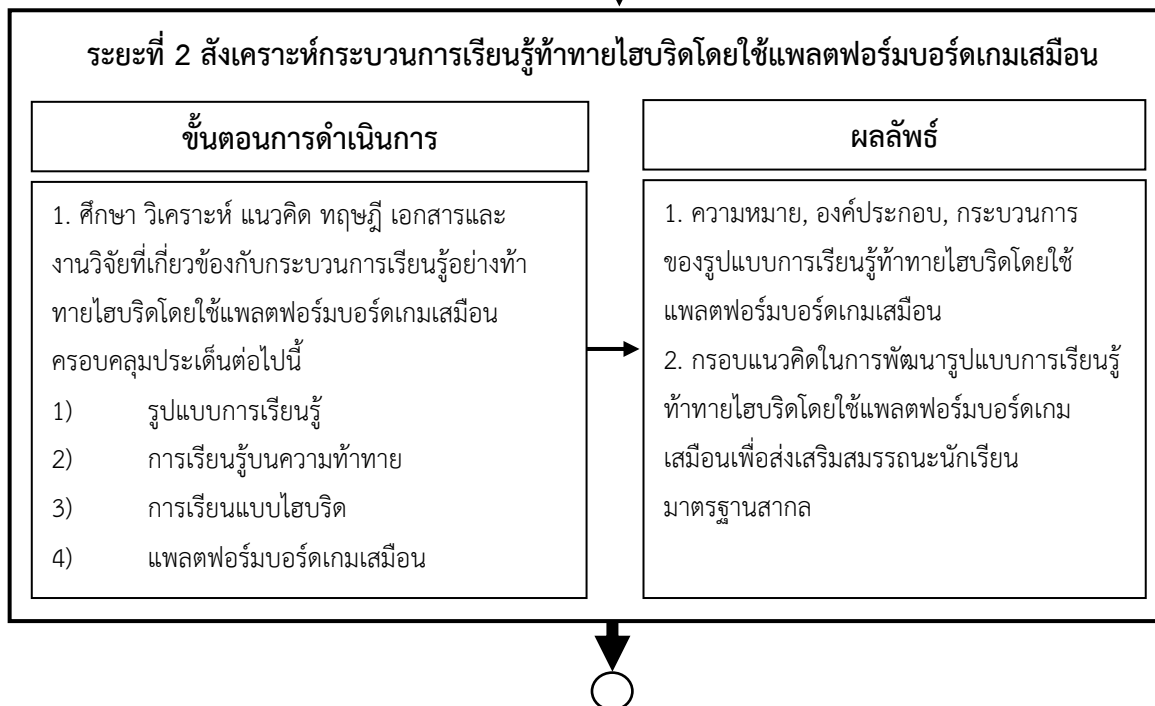 ระยะที่ 2 สังเคราะห์กระบวนการเรียนรู้ท้าทายไฮบริดโดยใช้แพลตฟอร์มบอร์ดเกมเสมือน
ขั้นตอนการดำเนินการ
1. ศึกษา วิเคราะห์ แนวคิด ทฤษฎี เอกสารและ
งานวิจัยที่เกี่ยวข้องกับกระบวนการเรียนรู้อย่างท้า
ทายไฮบริดโดยใช้แพลตฟอร์มบอร์ดเกมเสมือน
ครอบคลุมประเด็นต่อไปนี้
1) รูปแบบการเรียนรู้
2) การเรียนรู้บนความท้าทาย
3) การเรียนแบบไฮบริด
4) แพลตฟอร์มบอร์ดเกมเสมือน
ผลลัพธ์
1. ความหมาย, องค์ประกอบ, กระบวนการ
ของรูปแบบการเรียนรู้ท้าทายไฮบริดโดยใช้
แพลตฟอร์มบอร์ดเกมเสมือน
2. กรอบแนวคิดในการพัฒนารูปแบบการเรียนรู้
ท้าทายไฮบริดโดยใช้แพลตฟอร์มบอร์ดเกม
เสมือนเพื่อส่งเสริมสมรรถนะนักเรียน
มาตรฐานสากล